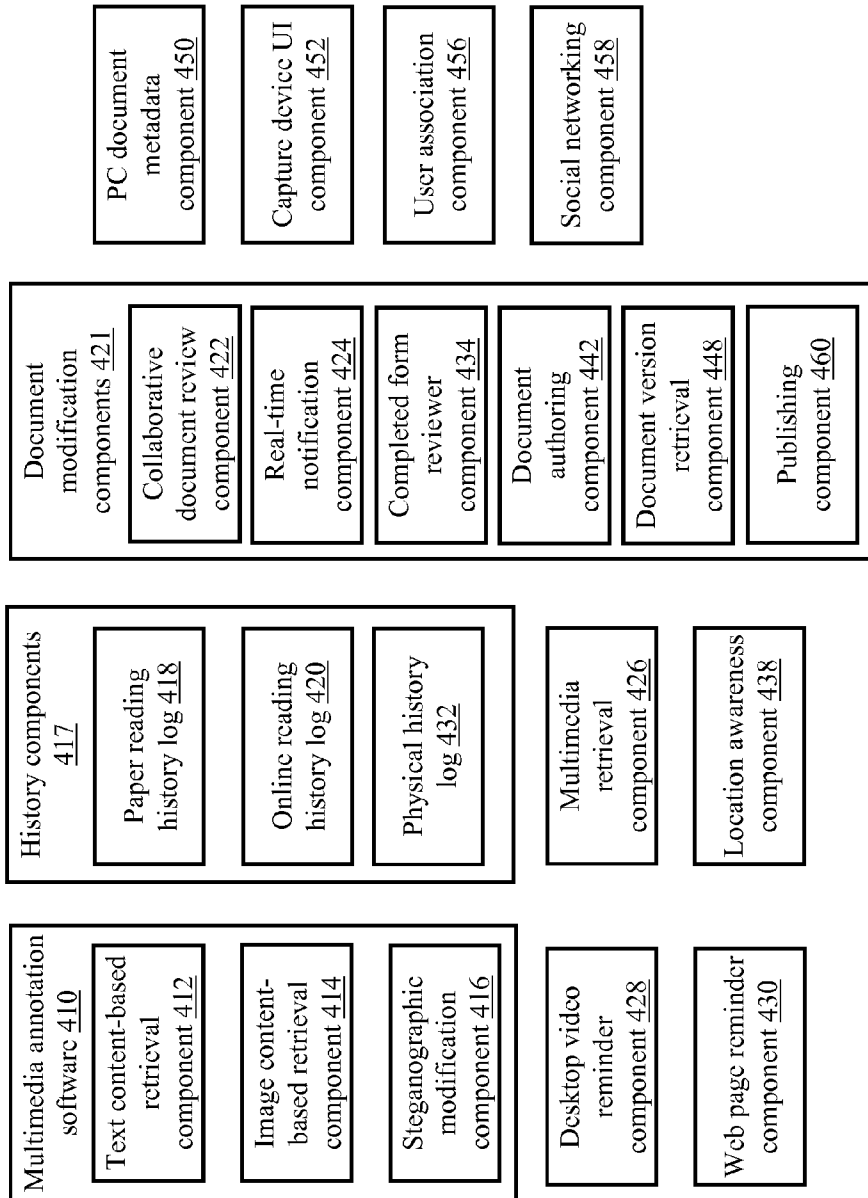 Multimedia annotation
software 410
Text content-based
retrieval
component 412
Image content-
based retrieval
component 414
Steganographic
modification
component 416
Desktop video
reminder
component 428
Web page reminder
component 430
History components
417
Paper reading
history log 418
Online reading
history log 420
Physical history
log 432
Multimedia
retrieval
component 426
Location awareness
component 438
Document
modification
components 421
Collaborative
document review
component 422
Real-time
notification
component 424
Completed form
reviewer
component 434
Document
authoring
component 442
Document version
retrieval
component 448
Publishing
component 460
PC document
metadata
component 450
Capture device UI
component 452
User association
component 456
Social networking
component 458